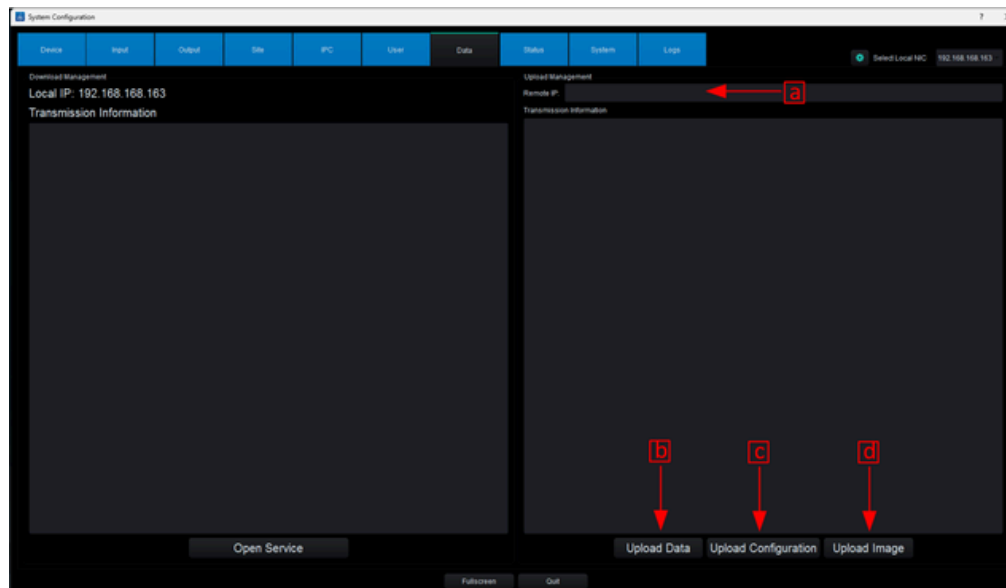 System Configuration ?
Device Input Output Site IPC User Data Status System Logs
Select Local NIC 192.168.168.163
Download Management
Local IP: 192.168.168.163
Transmission Information
Open Service
Upload Management
Remote IP:
a
Transmission Information
b c d
Upload Data Upload Configuration Upload Image
Fullscreen Quit